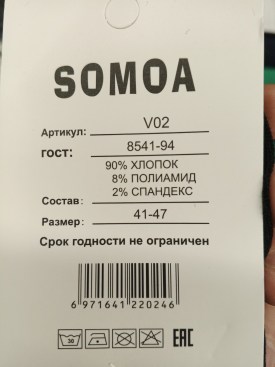 SOMOA
Артикул: V02
гост: 8541-94
90% ХЛОПОК
8% ПОЛИАМИД
Состав: 2% СПАНДЕКС
Размер: 41-47
Срок годности не ограничен
6 971641 220246
30
EAC